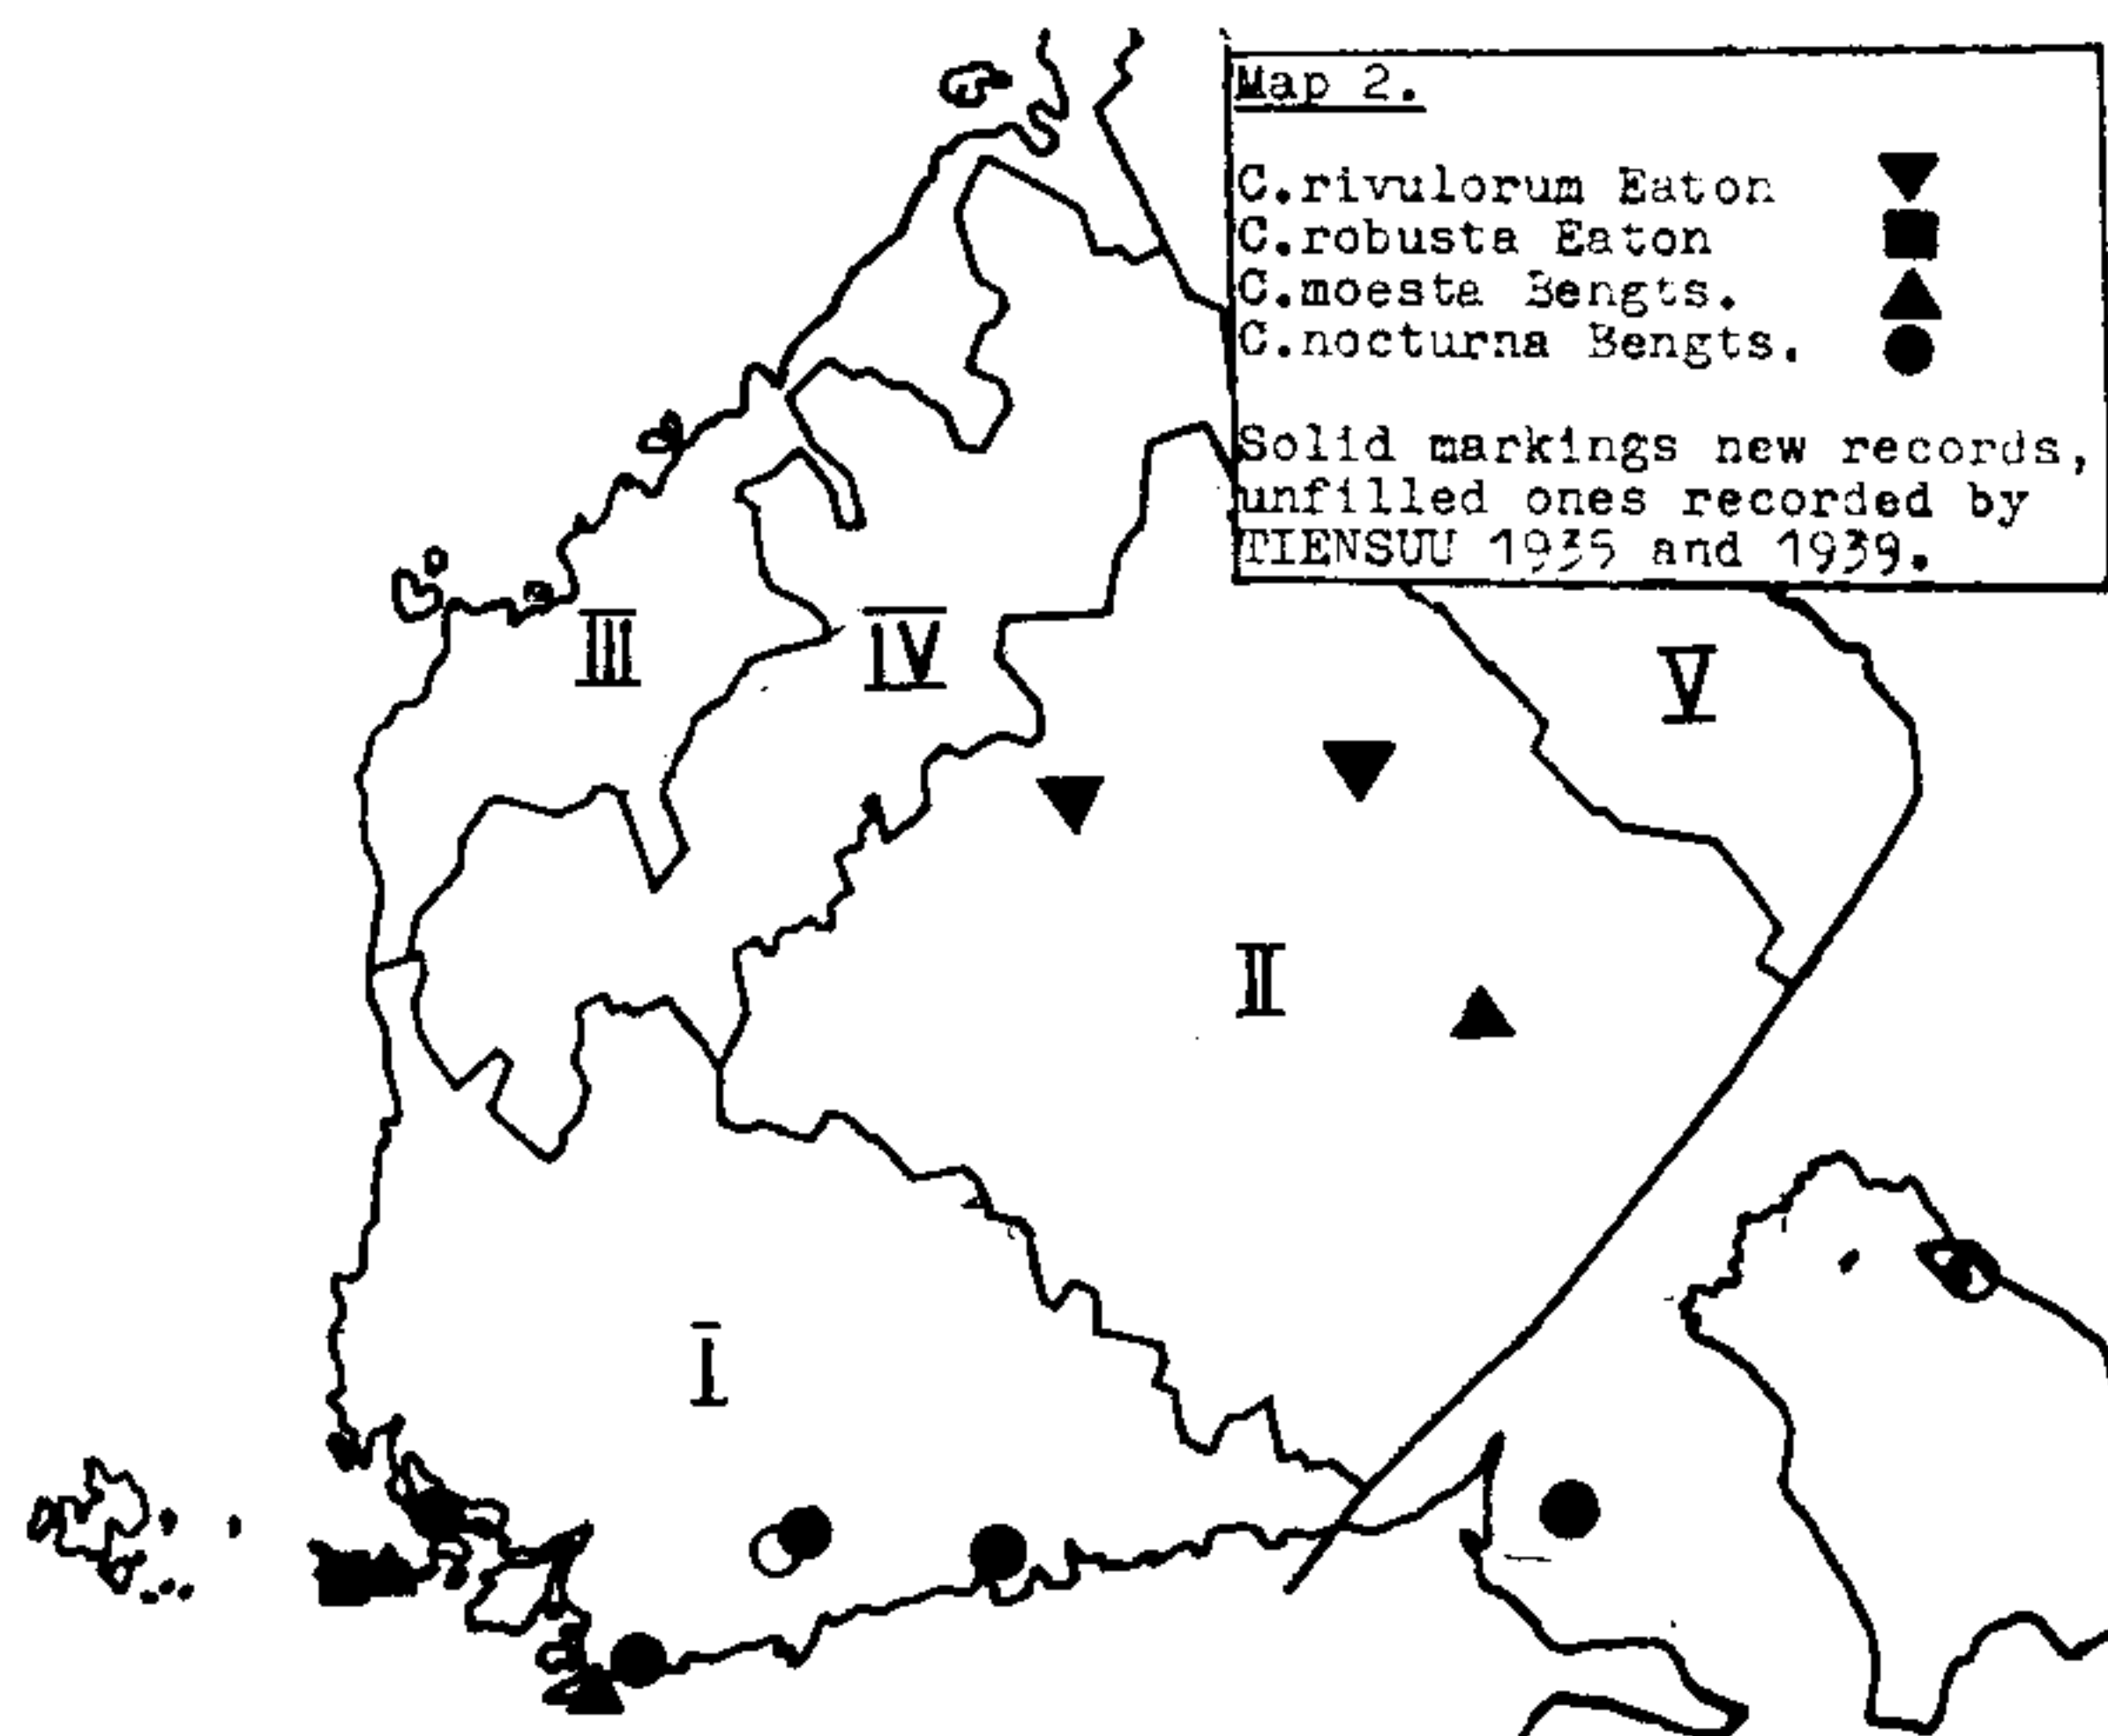 Map 2.
C.rivulorum Eaton
C.robusta Eaton
C.moesta Bengts.
C.nocturna Bengts.
Solid markings new records,
unfilled ones recorded by
TIENSUU 1935 and 1939.
III
IV
V
II
I